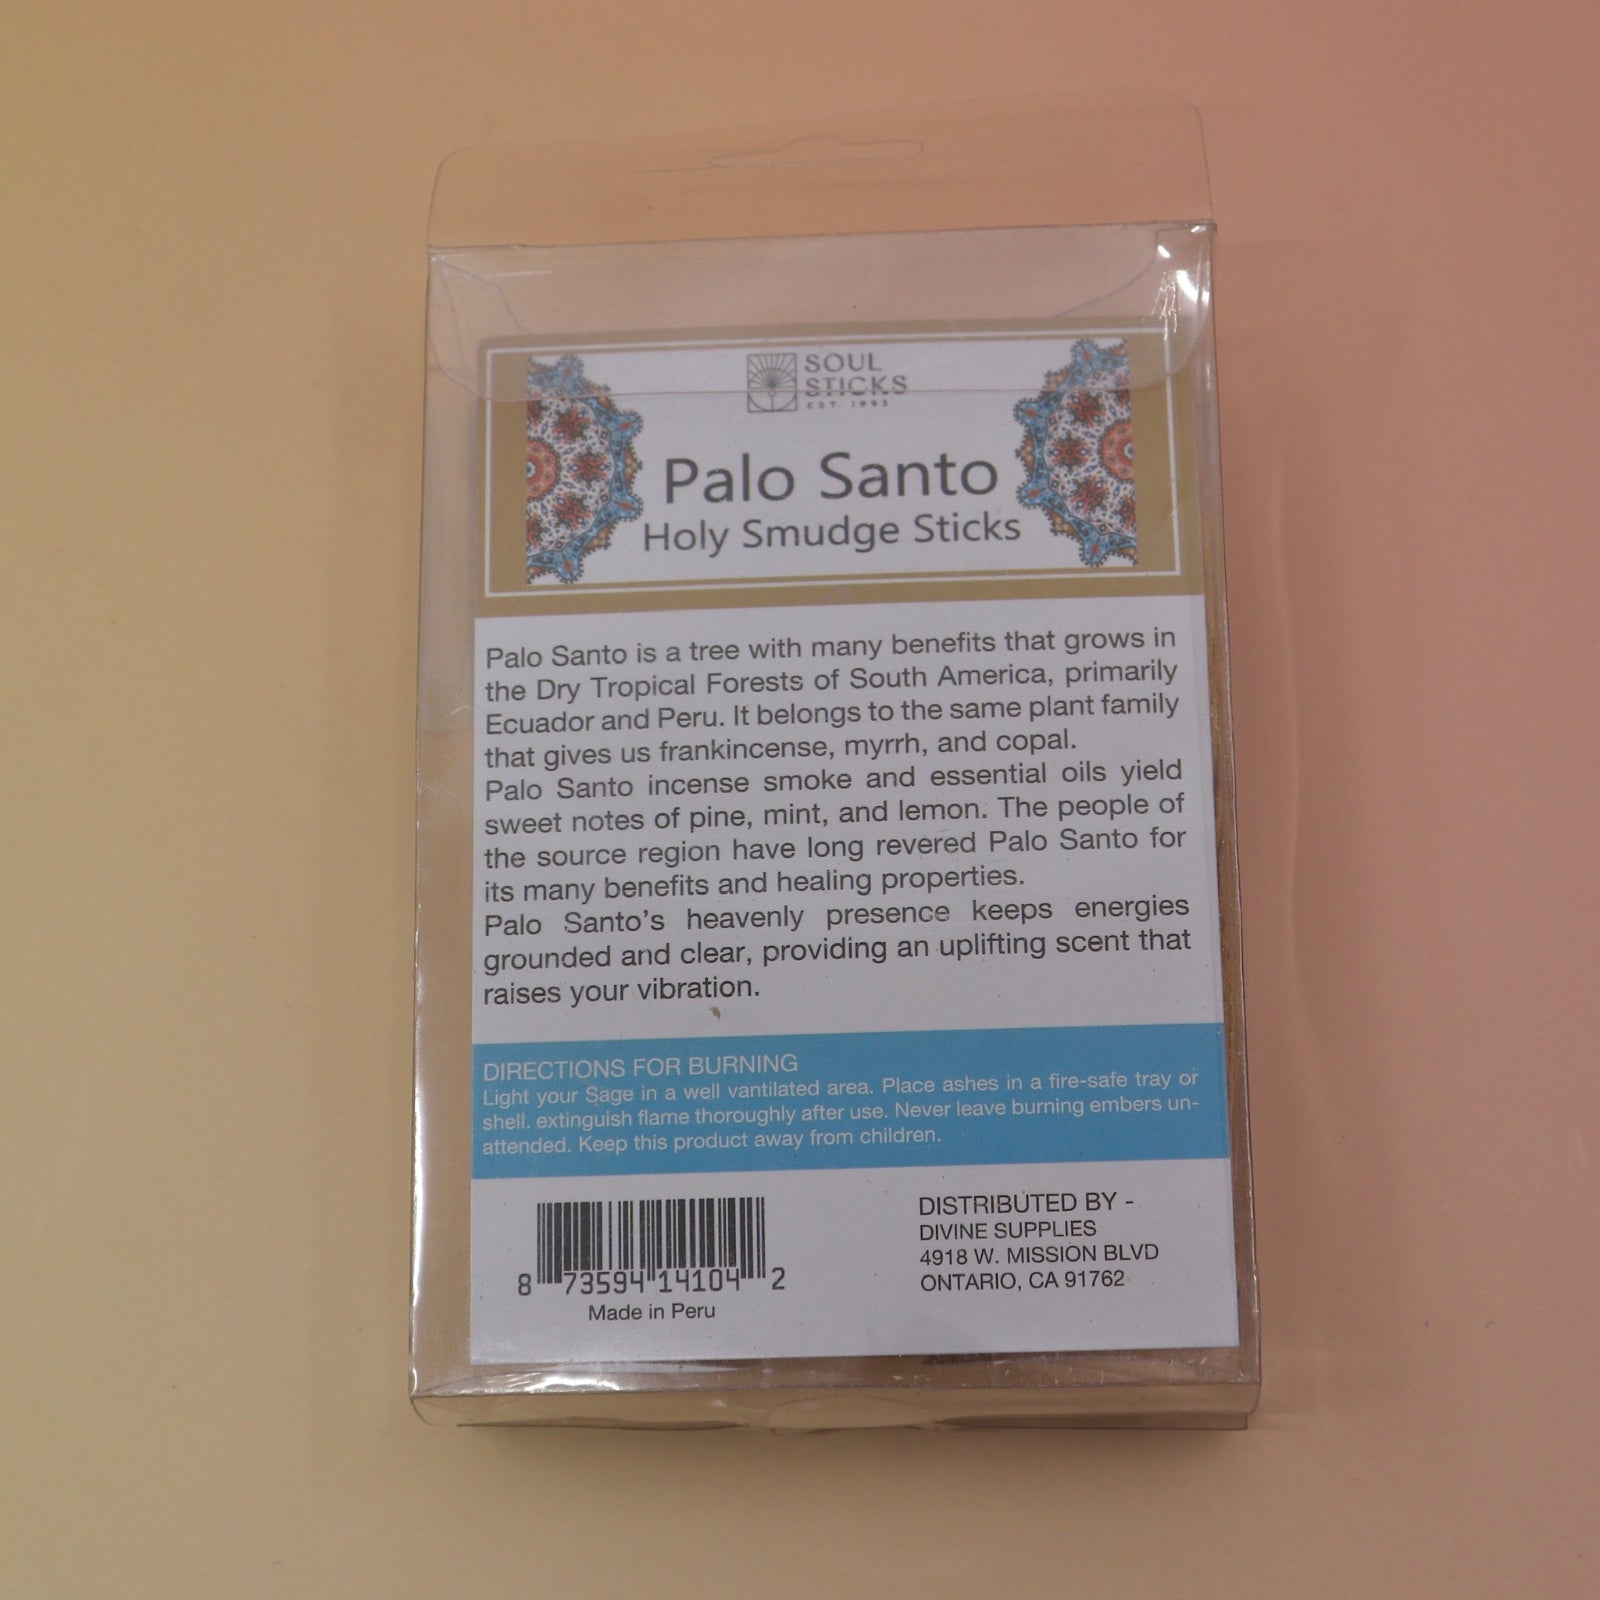 SOUL
STICKS
EST. 1993
Palo Santo
Holy Smudge Sticks
Palo Santo is a tree with many benefits that grows in
the Dry Tropical Forests of South America, primarily
Ecuador and Peru. It belongs to the same plant family
that gives us frankincense, myrrh, and copal.
Palo Santo incense smoke and essential oils yield
sweet notes of pine, mint, and lemon. The people of
the source region have long revered Palo Santo for
its many benefits and healing properties.
Palo Santo's heavenly presence keeps energies
grounded and clear, providing an uplifting scent that
raises your vibration.
DIRECTIONS FOR BURNING
Light your Sage in a well vantilated area. Place ashes in a fire-safe tray or
shell. extinguish flame thoroughly after use. Never leave burning embers un-
attended. Keep this product away from children.
8 73594 14104 2
Made in Peru
DISTRIBUTED BY -
DIVINE SUPPLIES
4918 W. MISSION BLVD
ONTARIO, CA 91762